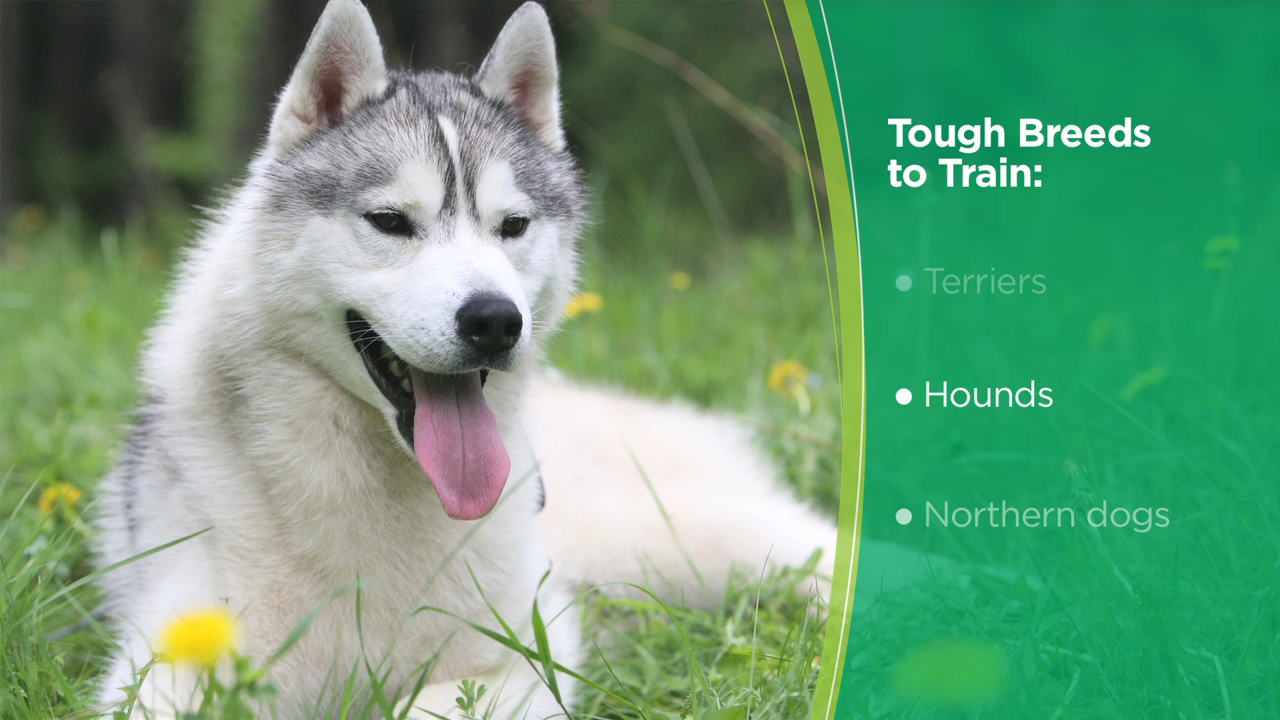 Tough Breeds
to Train:
• Terriers
• Hounds
• Northern dogs